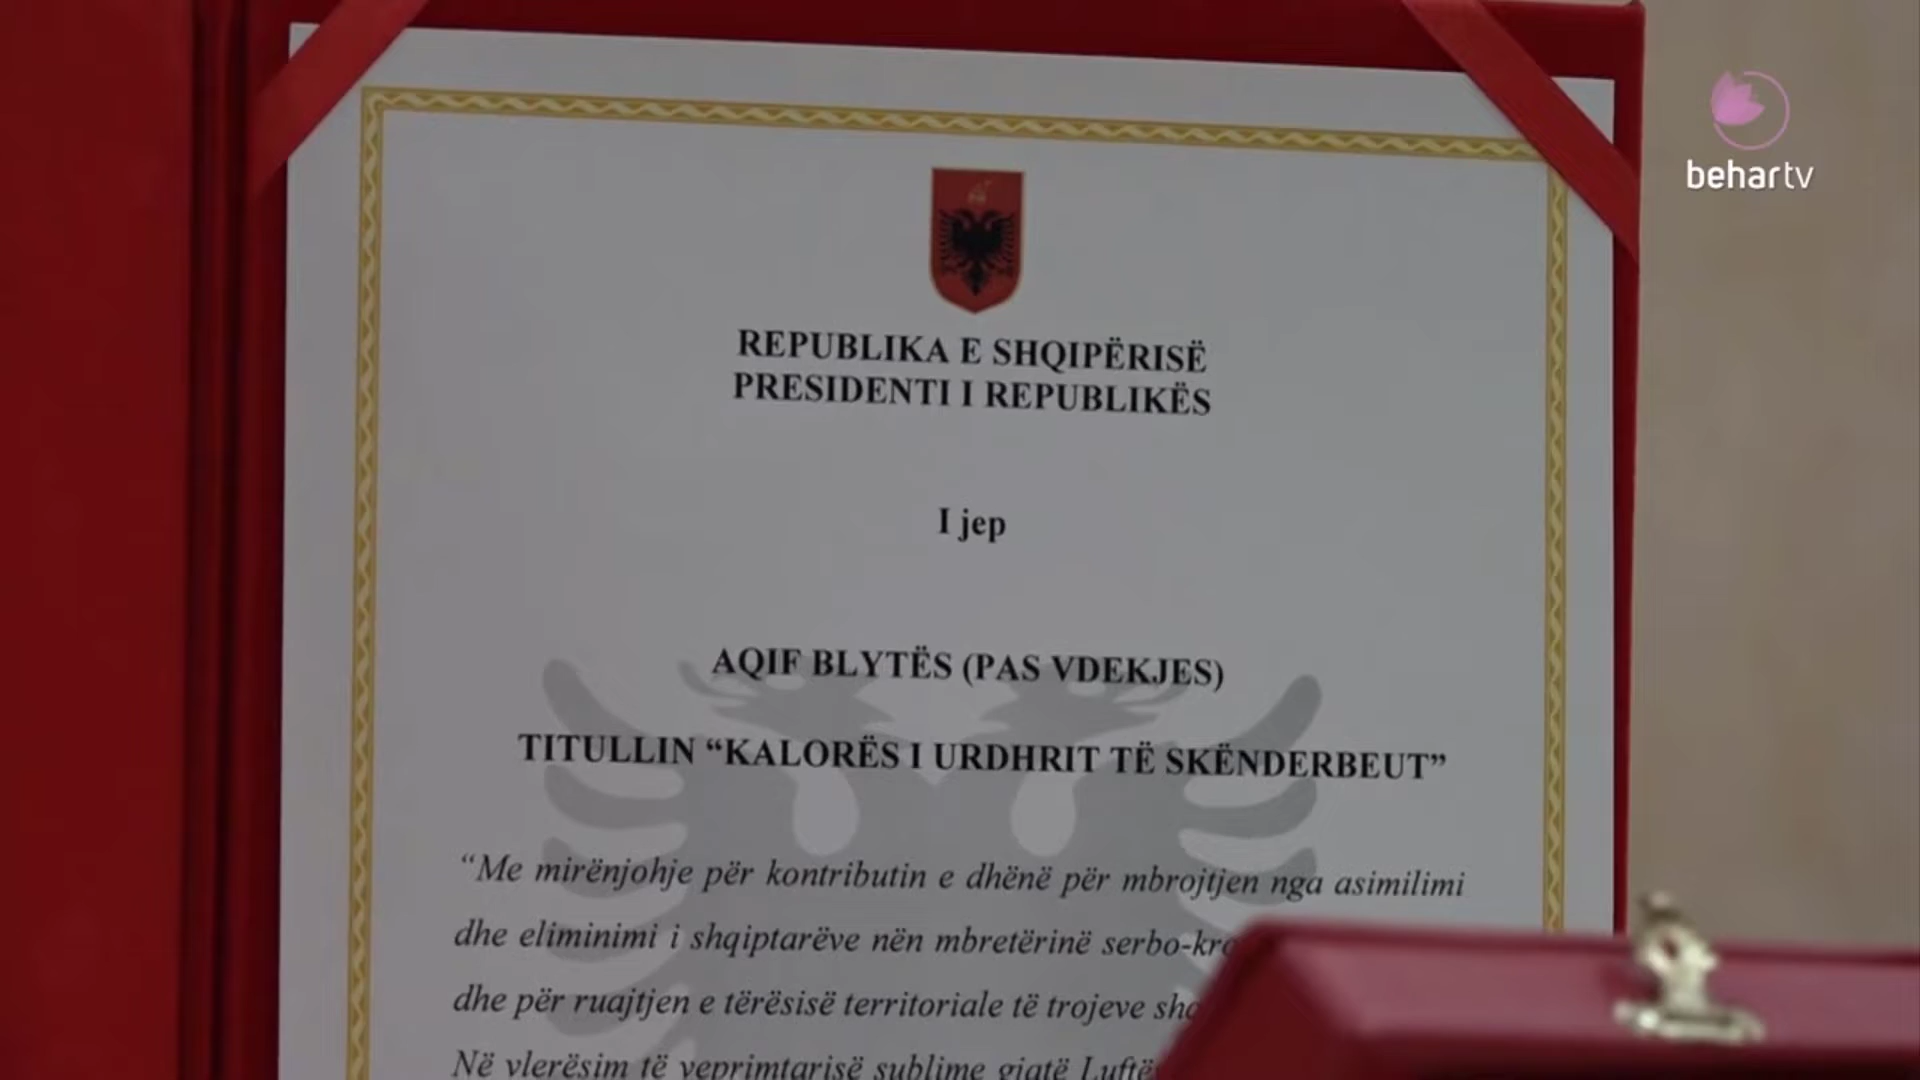 behartv
REPUBLIKA E SHQIPËRISË
PRESIDENTI I REPUBLIKËS
I jep
AQIF BLYTËS (PAS VDEKJES)
TITULLIN “KALORËS I URDHRIT TË SKËNDERBEUT”
“Me mirënjohje për kontributin e dhënë për mbrojtjen nga asimilimi
dhe eliminimi i shqiptarëve nën mbretërinë
dhe për ruajtjen e tërësisë territoriale të trojeve
Në vlerësim të veprimtarisë sublime gjatë